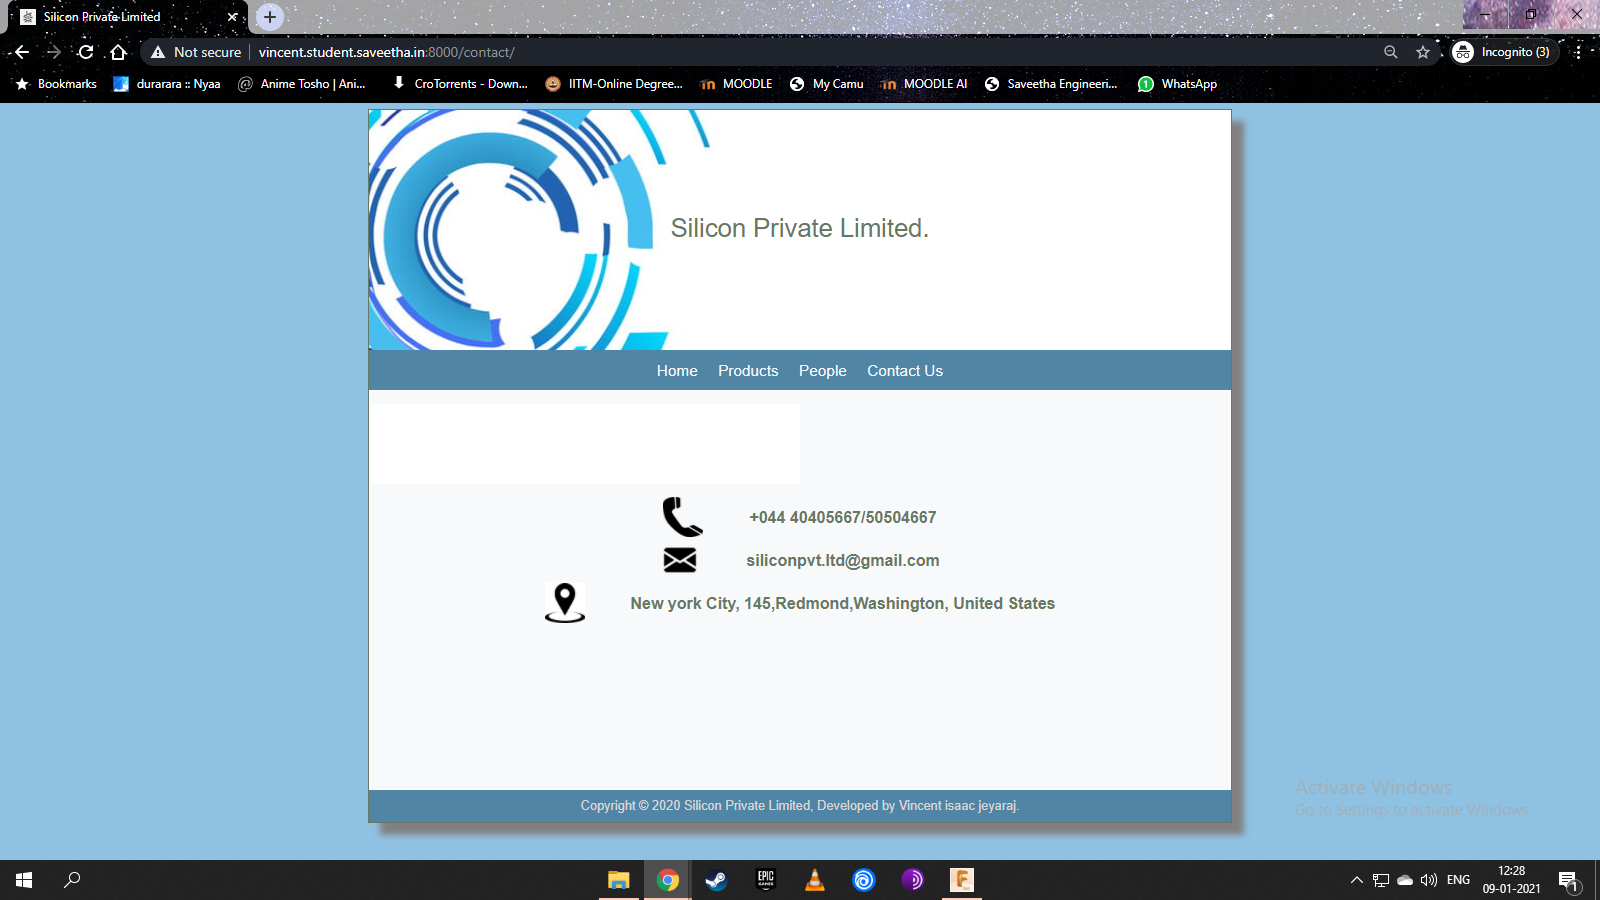 Silicon Private Limited
Not secure vincent.student.saveetha.in:8000/contact/ Incognito (3)
Bookmarks durarara :: Nyaa Anime Tosho | Ani... CroTorrents - Down... IITM-Online Degree... MOODLE My Camu MOODLE AI Saveetha Engineeri... WhatsApp
Silicon Private Limited.
Home Products People Contact Us
+044 40405667/50504667
siliconpvt.ltd@gmail.com
New york City, 145,Redmond,Washington, United States
Activate Windows
Go to Settings to activate Windows.
Copyright © 2020 Silicon Private Limited, Developed by Vincent isaac jeyaraj.
EPIC GAMES
ENG
12:28
09-01-2021
1